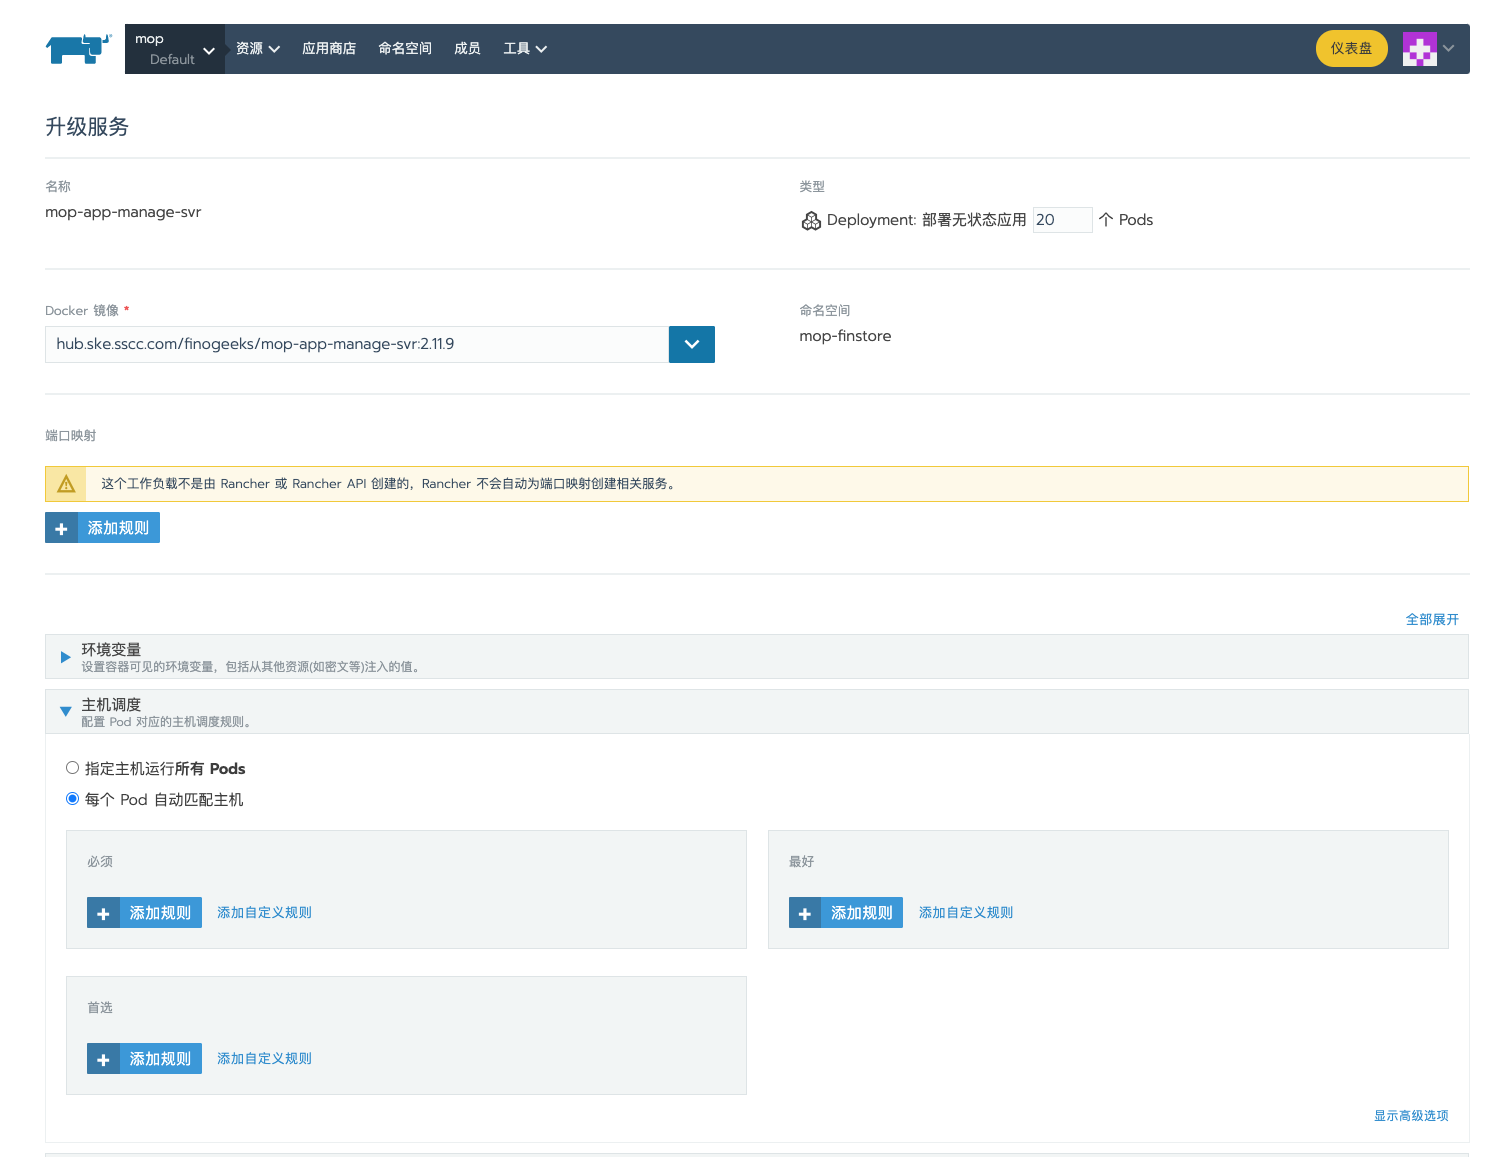 mop
Default
资源
应用商店
命名空间
成员
工具
仪表盘
升级服务
名称
mop-app-manage-svr
类型
Deployment: 部署无状态应用 20 个 Pods
Docker 镜像 *
hub.ske.sscc.com/finogeeks/mop-app-manage-svr:2.11.9
命名空间
mop-finstore
端口映射
这个工作负载不是由 Rancher 或 Rancher API 创建的，Rancher 不会自动为端口映射创建相关服务。
添加规则
全部展开
环境变量
设置容器可见的环境变量，包括从其他资源(如密文等)注入的值。
主机调度
配置 Pod 对应的主机调度规则。
指定主机运行所有 Pods
每个 Pod 自动匹配主机
必须
添加规则 添加自定义规则
最好
添加规则 添加自定义规则
首选
添加规则 添加自定义规则
显示高级选项